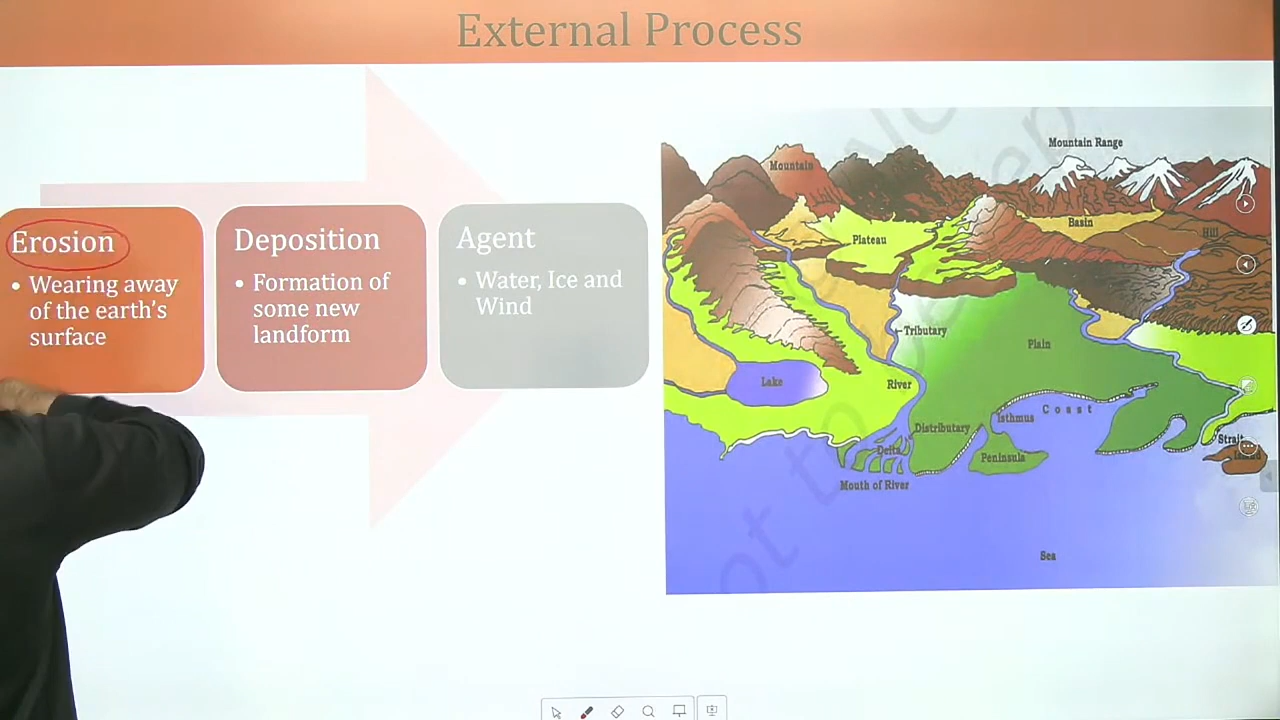 External Process
Erosion
• Wearing away
of the earth's
surface
Deposition
• Formation of
some new
landform
Agent
• Water, Ice and
Wind
Mountain Range
Mountain
Basin
Hill
Plateau
Tributary
Plain
Lake
River
Coast
Isthmus
Distributary
Strait
Delta
Peninsula
Island
Mouth of River
Sea